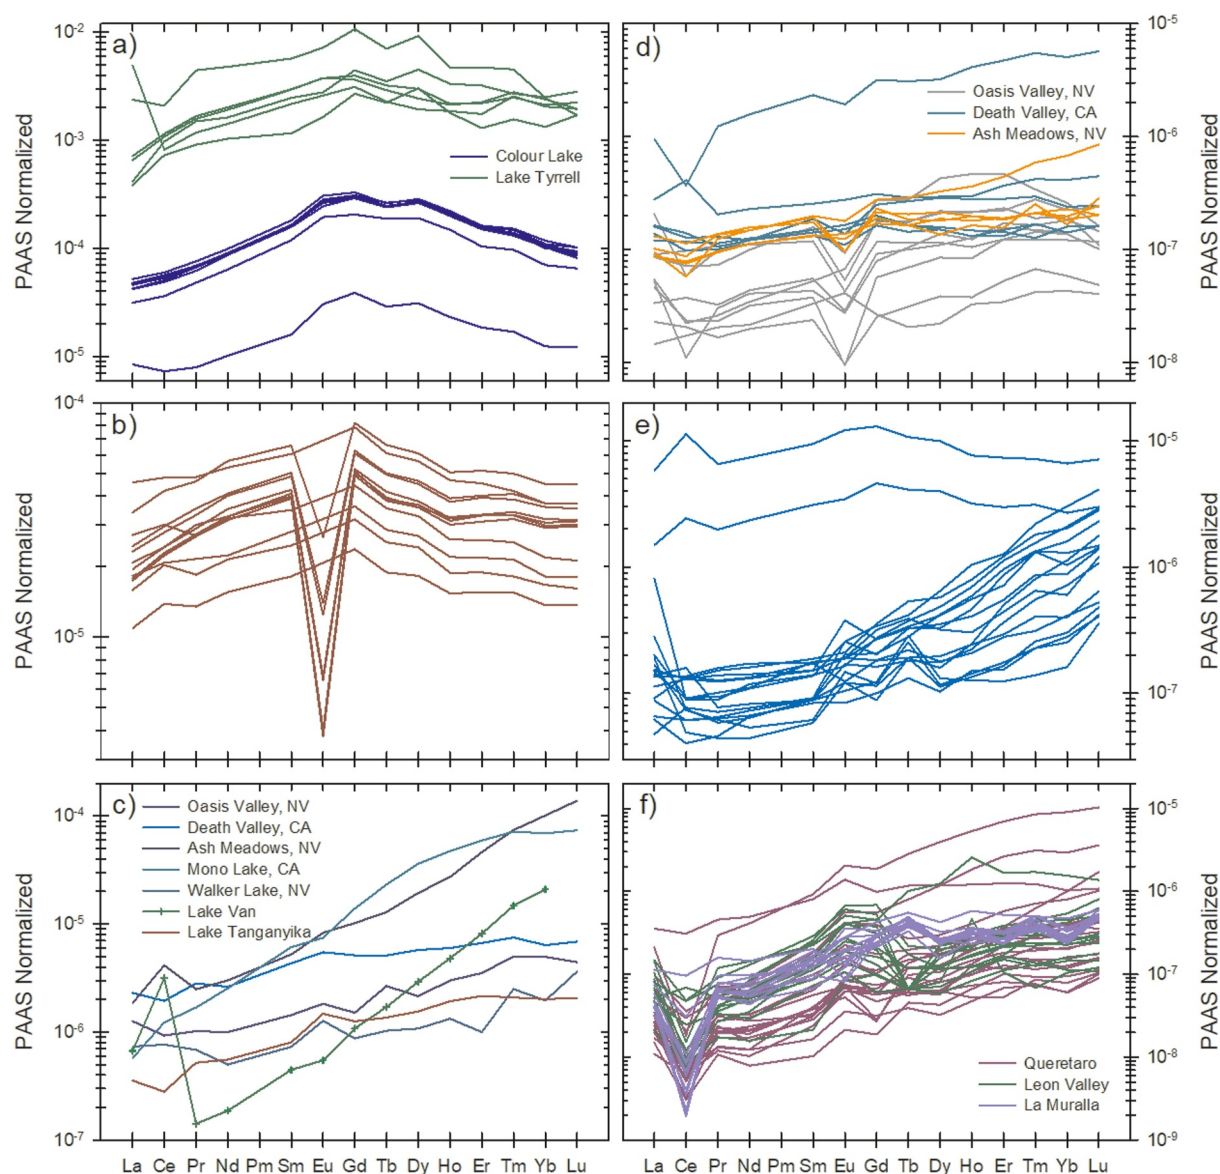 a)
10-2
10-3
10-4
10-5
PAAS Normalized
Colour Lake
Lake Tyrrell
d)
10-5
10-6
10-7
10-8
PAAS Normalized
Oasis Valley, NV
Death Valley, CA
Ash Meadows, NV
b)
10-4
10-5
PAAS Normalized
e)
10-5
10-6
10-7
PAAS Normalized
c)
10-4
10-5
10-6
10-7
PAAS Normalized
Oasis Valley, NV
Death Valley, CA
Ash Meadows, NV
Mono Lake, CA
Walker Lake, NV
Lake Van
Lake Tanganyika
La Ce Pr Nd Pm Sm Eu Gd Tb Dy Ho Er Tm Yb Lu
f)
10-5
10-6
10-7
10-8
10-9
PAAS Normalized
Queretaro
Leon Valley
La Muralla
La Ce Pr Nd Pm Sm Eu Gd Tb Dy Ho Er Tm Yb Lu